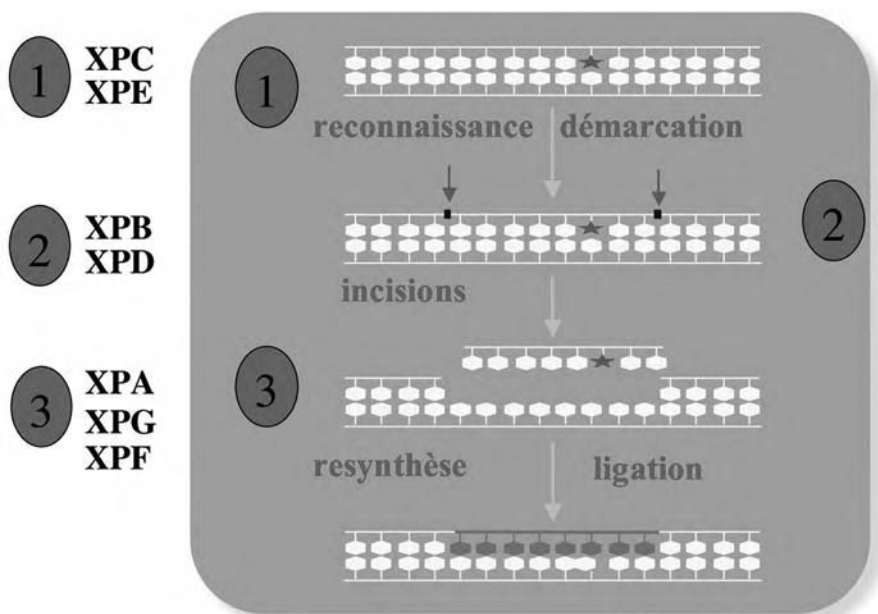 1
XPC
XPE
2
XPB
XPD
3
XPA
XPG
XPF
1
reconnaissance démarcation
2
incisions
3
resynthèse ligation